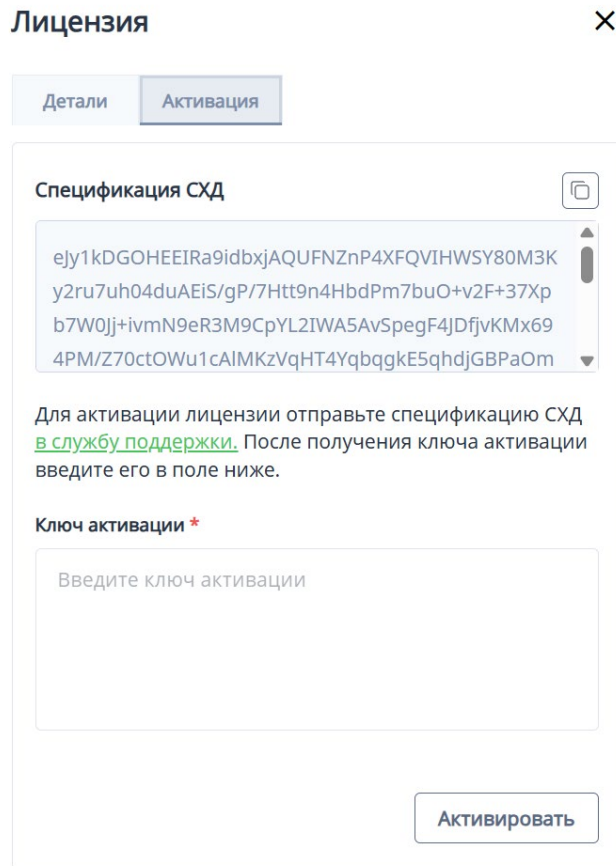 Лицензия
Детали
Активация
Спецификация СХД
eJy1kDGOHEEIRa9idbxjAQUFNZnP4XFQVIHWSY80M3K
y2ru7uh04duAEiS/gP/7Htt9n4HbdPm7buO+v2F+37Xp
b7W0Jj+ivmN9eR3M9CpYL2IWA5AvSpegF4JDfjvKMx69
4PM/Z70ctOWu1cAlMKzVqHT4YqbqgkE5qhdjGBPaOm
Для активации лицензии отправьте спецификацию СХД
в службу поддержки. После получения ключа активации
введите его в поле ниже.
Ключ активации *
Введите ключ активации
Активировать